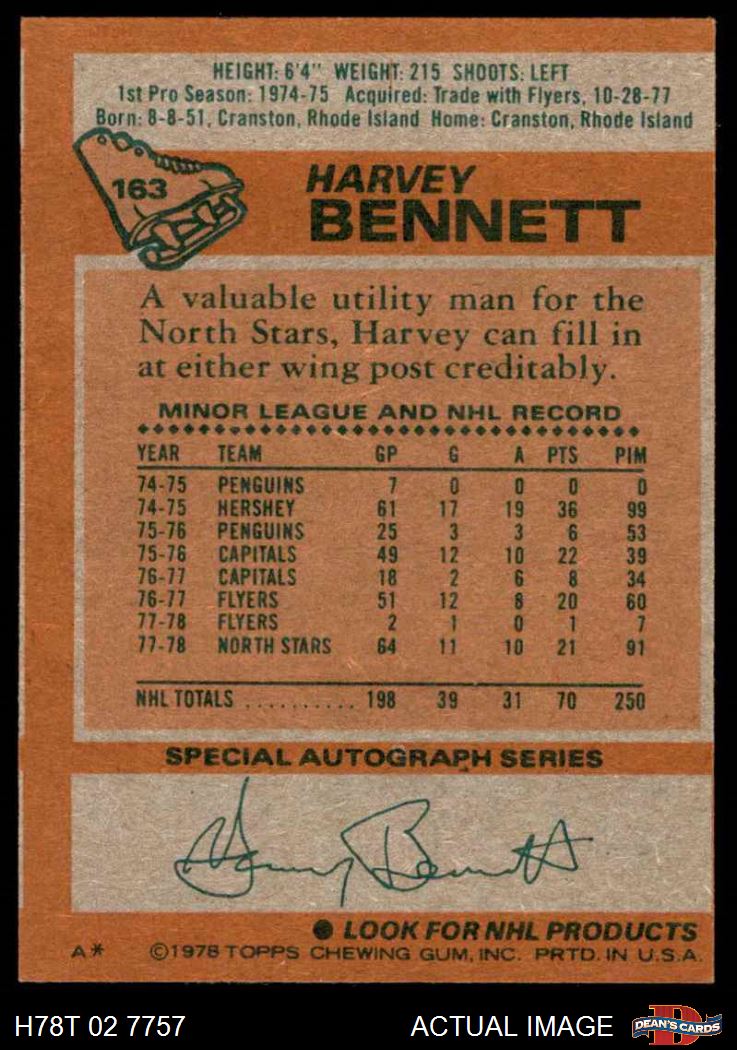 HEIGHT: 6'4" WEIGHT: 215 SHOOTS: LEFT
1st Pro Season: 1974-75 Acquired: Trade with Flyers, 10-28-77
Born: 8-8-51, Cranston, Rhode Island Home: Cranston, Rhode Island
163
HARVEY
BENNETT
A valuable utility man for the
North Stars, Harvey can fill in
at either wing post creditably.
MINOR LEAGUE AND NHL RECORD
YEAR TEAM GP G A PTS PIM
74-75 PENGUINS 7 0 0 0 0
74-75 HERSHEY 61 17 19 36 99
75-76 PENGUINS 25 3 3 6 53
75-76 CAPITALS 49 12 10 22 39
76-77 CAPITALS 18 2 6 8 34
76-77 FLYERS 51 12 8 20 60
77-78 FLYERS 2 1 0 1 7
77-78 NORTH STARS 64 11 10 21 91
NHL TOTALS .......... 198 39 31 70 250
SPECIAL AUTOGRAPH SERIES
Harvey Bennett
● LOOK FOR NHL PRODUCTS
A* ©1978 TOPPS CHEWING GUM, INC. PRTD. IN U.S.A.
H78T 02 7757 ACTUAL IMAGE DEAN'S CARDS